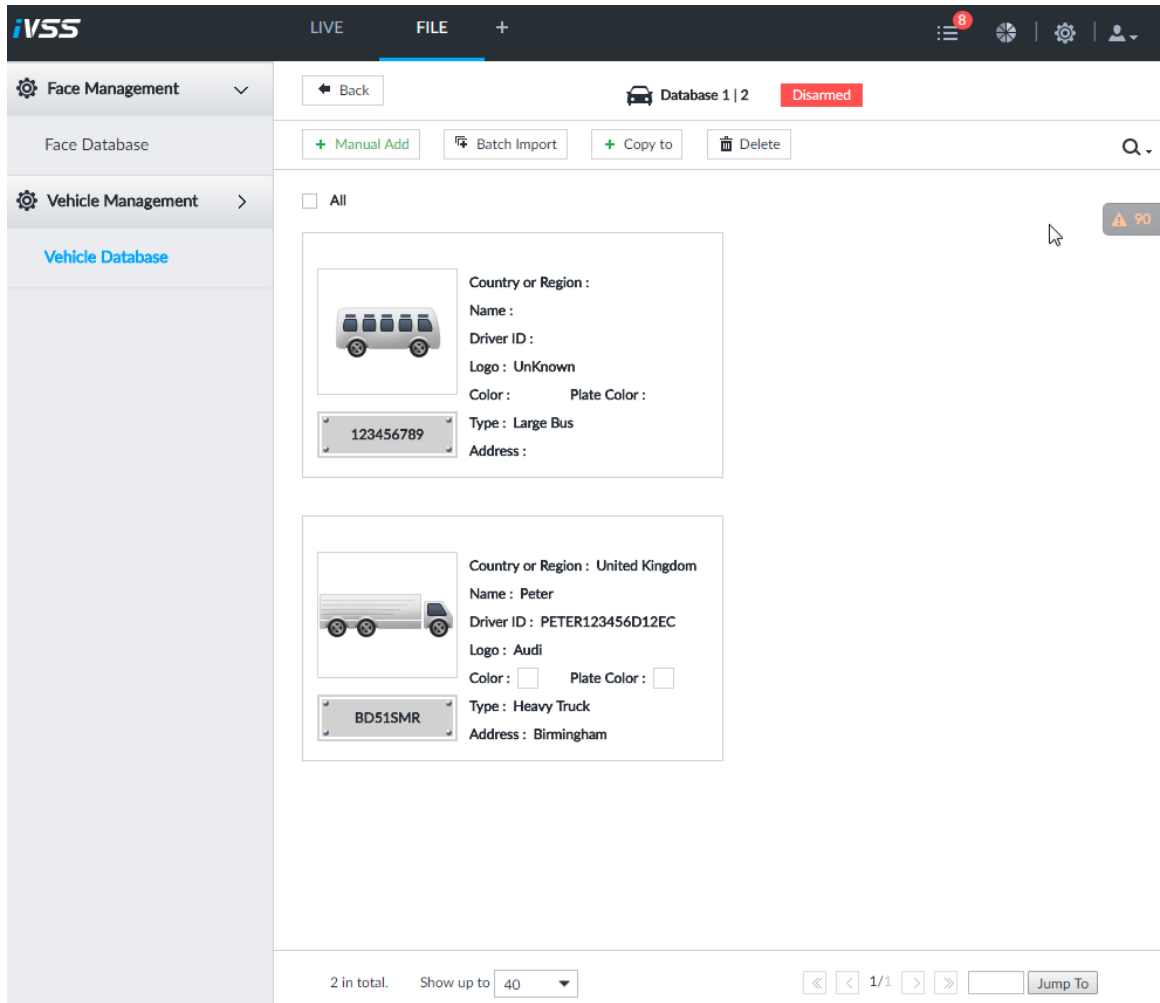 iVSS LIVE FILE + 8
Face Management
Face Database
Vehicle Management
Vehicle Database
Back Database 1 | 2 Disarmed
+ Manual Add Batch Import + Copy to Delete
All
90
Country or Region :
Name :
Driver ID :
Logo : UnKnown
Color : Plate Color :
Type : Large Bus
Address :
123456789
Country or Region : United Kingdom
Name : Peter
Driver ID : PETER123456D12EC
Logo : Audi
Color : Plate Color :
Type : Heavy Truck
Address : Birmingham
BD51SMR
2 in total. Show up to 40 1/1 Jump To